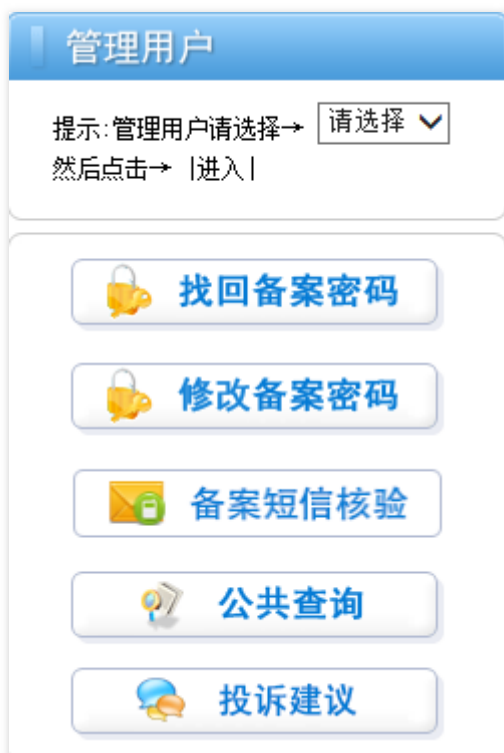 管理用户
提示:管理用户请选择→ 请选择
然后点击→ |进入|
找回备案密码
修改备案密码
备案短信核验
公共查询
投诉建议